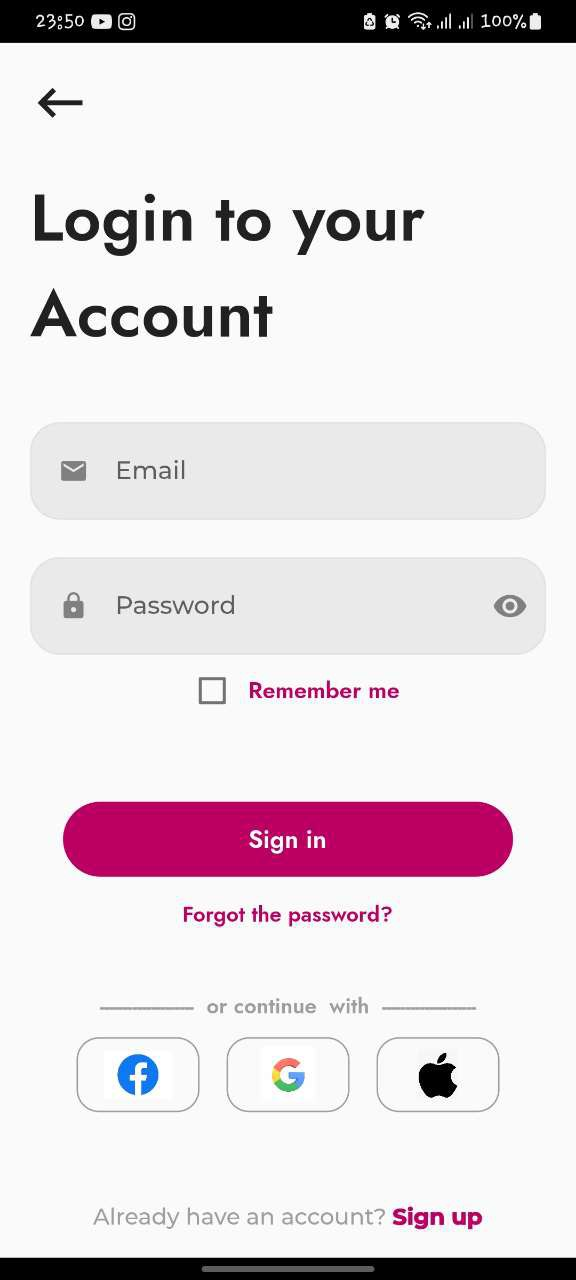 23:50 100%
Login to your
Account
Email
Password
Remember me
Sign in
Forgot the password?
or continue with
Already have an account? Sign up